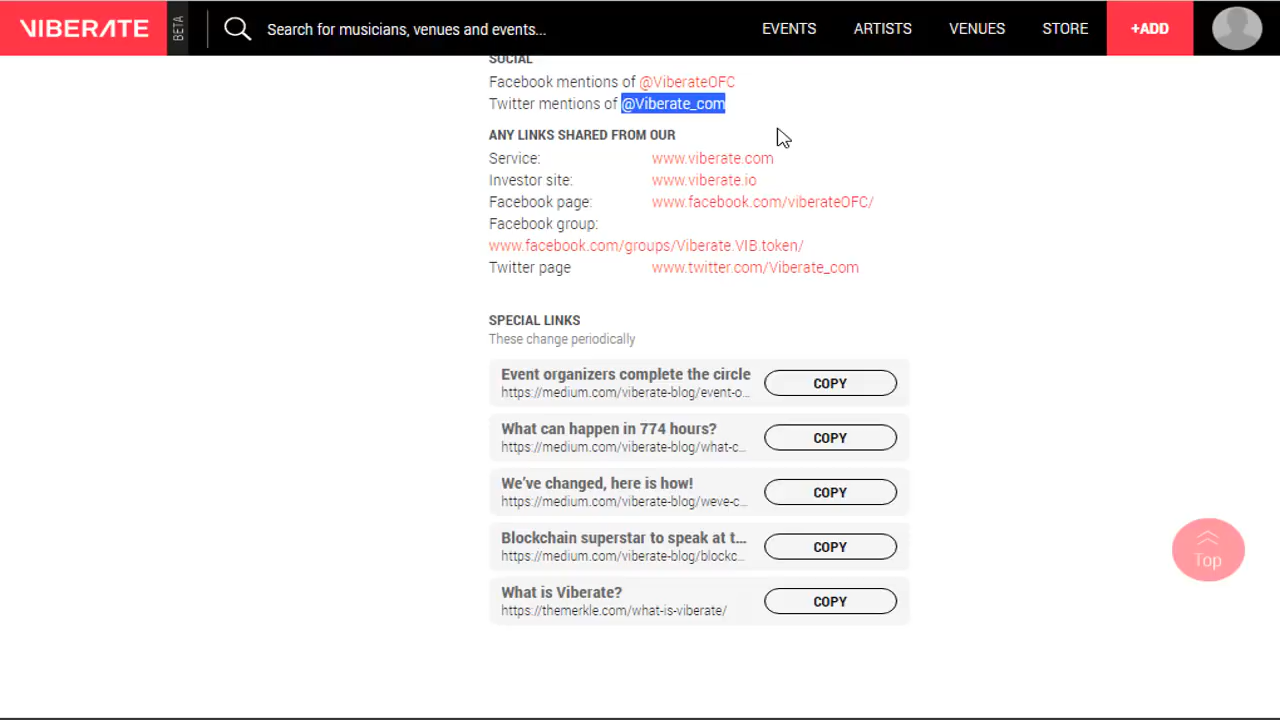 VIBERATE BETA Search for musicians, venues and events... EVENTS ARTISTS VENUES STORE +ADD
SOCIAL
Facebook mentions of @ViberateOFC
Twitter mentions of @Viberate_com
ANY LINKS SHARED FROM OUR
Service: www.viberate.com
Investor site: www.viberate.io
Facebook page: www.facebook.com/viberateOFC/
Facebook group:
www.facebook.com/groups/Viberate.VIB.token/
Twitter page www.twitter.com/Viberate_com
SPECIAL LINKS
These change periodically
Event organizers complete the circle
https://medium.com/viberate-blog/event-o...
COPY
What can happen in 774 hours?
https://medium.com/viberate-blog/what-c...
COPY
We've changed, here is how!
https://medium.com/viberate-blog/weve-c...
COPY
Blockchain superstar to speak at t...
https://medium.com/viberate-blog/blockc...
COPY
What is Viberate?
https://themerkle.com/what-is-viberate/
COPY
Top